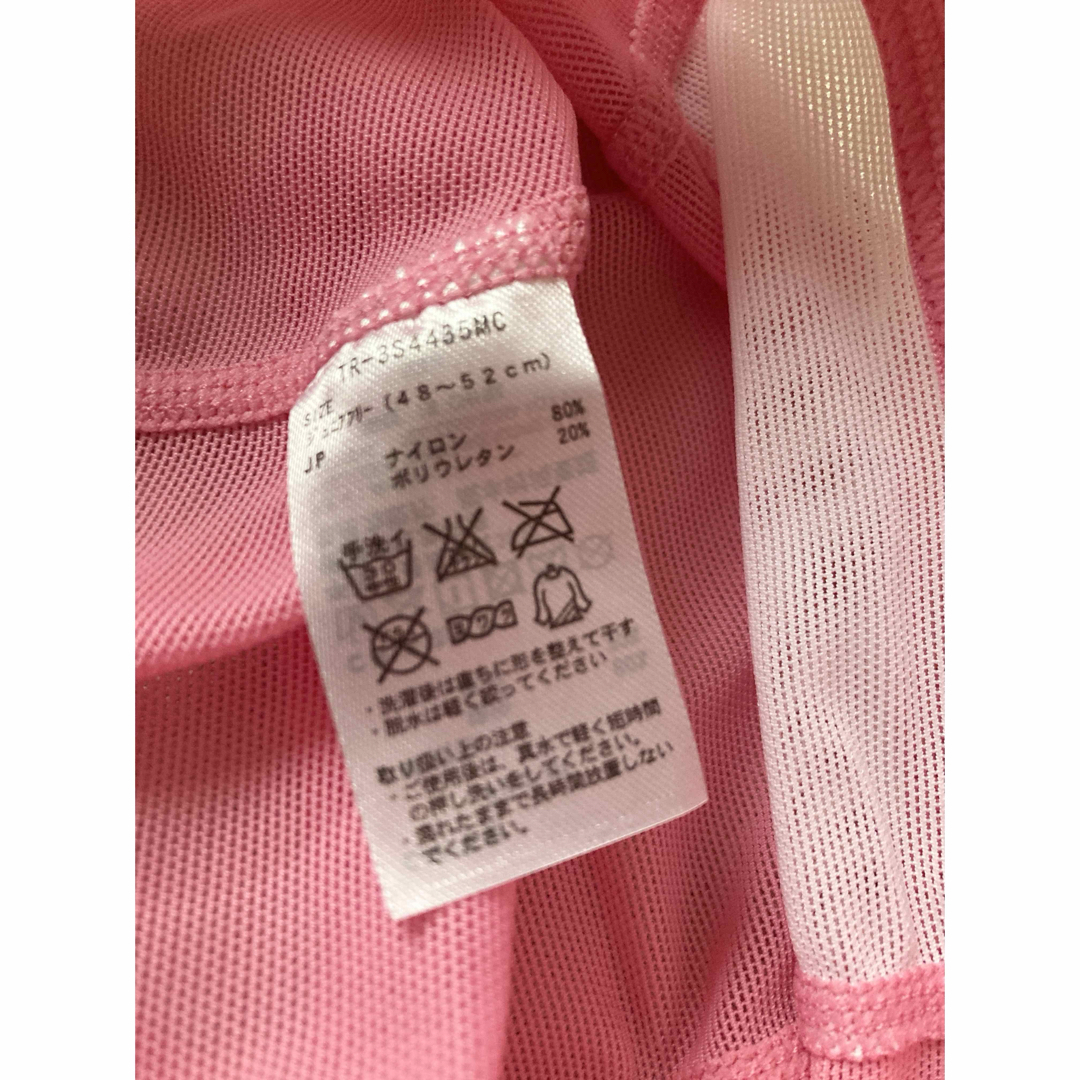 TR-3S4435MC
SIZE
ジュニアフリー (48~52cm)
JP ナイロン 80%
ポリウレタン 20%
手洗イ
・洗濯後は直ちに形を整えて干す
・脱水は軽く絞ってください
取り扱い上の注意
・ご使用後は、真水で軽く短時間
の押し洗いをしてください。
・濡れたままで長時間放置しない
でください。